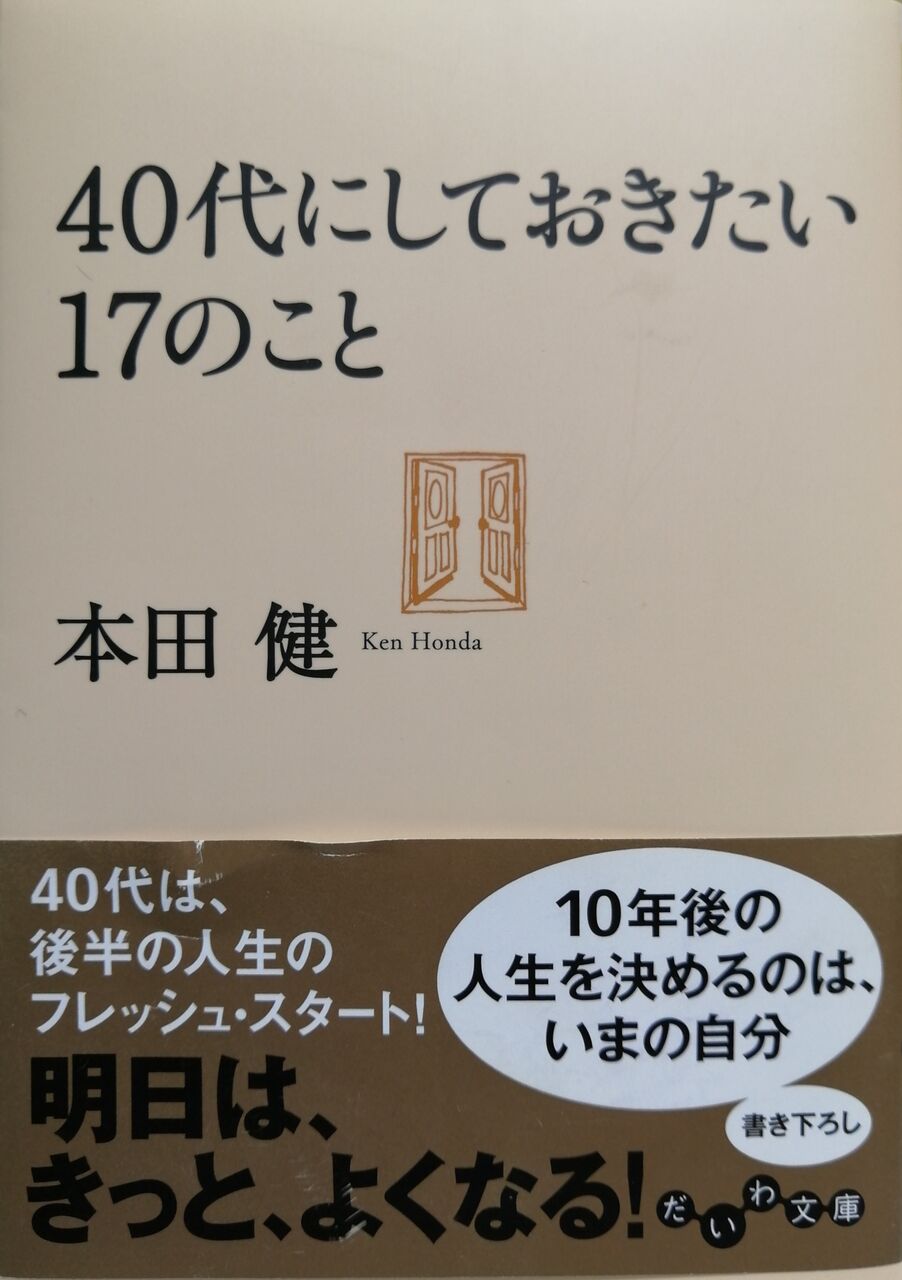 40代にしておきたい
17のこと
本田 健 Ken Honda
40代は、
後半の人生の
フレッシュ・スタート!
明日は、
きっと、よくなる!
10年後の
人生を決めるのは、
いまの自分
書き下ろし
だいわ文庫